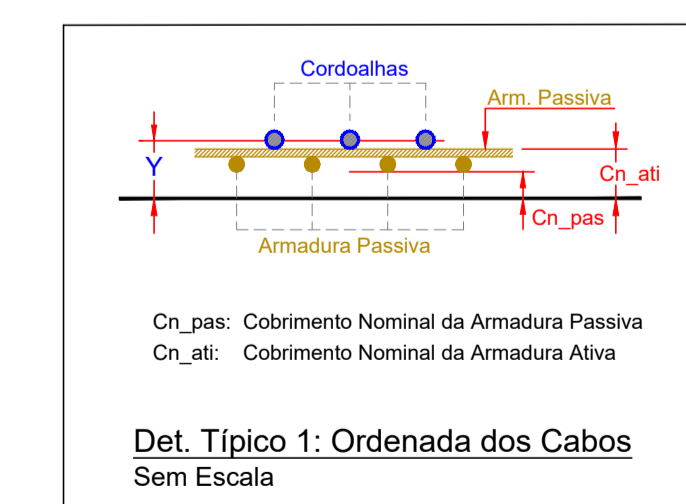 Cordoalhas
Arm. Passiva
Y
Cn_ati
Cn_pas
Armadura Passiva
Cn_pas: Cobrimento Nominal da Armadura Passiva
Cn_ati: Cobrimento Nominal da Armadura Ativa
Det. Típico 1: Ordenada dos Cabos
Sem Escala